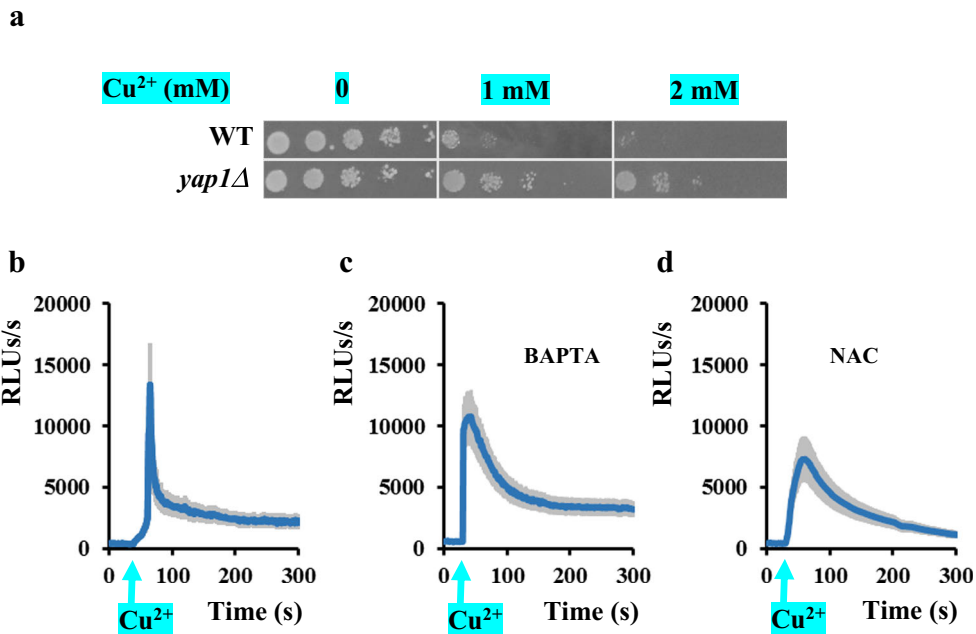 a
Cu²⁺ (mM) 0 1 mM 2 mM
WT
yap1Δ
b c d
20000 20000 20000
15000 15000 15000
BAPTA NAC
10000 10000 10000
5000 5000 5000
0 0 0
RLUs/s RLUs/s RLUs/s
0 100 200 300 0 100 200 300 0 100 200 300
Cu²⁺ Time (s) Cu²⁺ Time (s) Cu²⁺ Time (s)